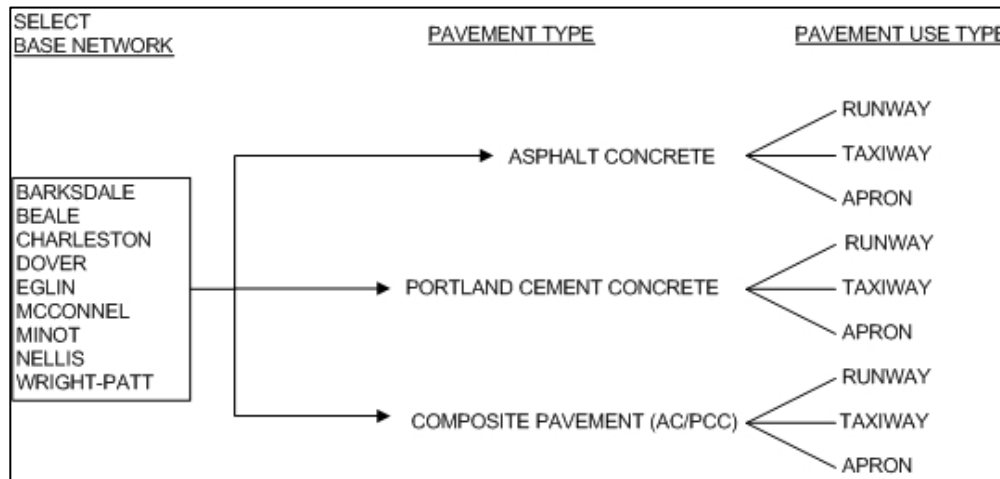 SELECT
BASE NETWORK
PAVEMENT TYPE
PAVEMENT USE TYPE
BARKSDALE
BEALE
CHARLESTON
DOVER
EGLIN
MCCONNEL
MINOT
NELLIS
WRIGHT-PATT
ASPHALT CONCRETE
RUNWAY
TAXIWAY
APRON
PORTLAND CEMENT CONCRETE
RUNWAY
TAXIWAY
APRON
COMPOSITE PAVEMENT (AC/PCC)
RUNWAY
TAXIWAY
APRON